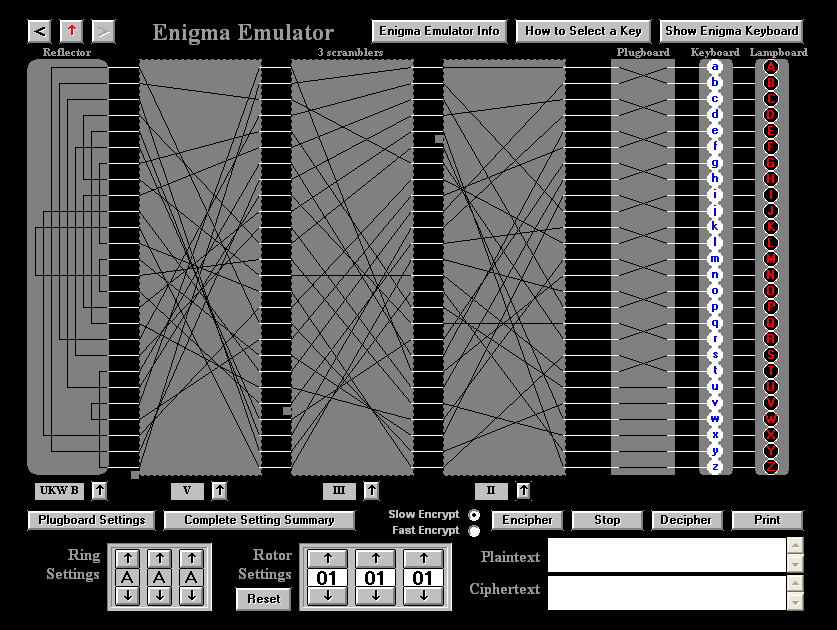 < ↑ > Enigma Emulator Enigma Emulator Info How to Select a Key Show Enigma Keyboard
Reflector 3 scramblers Plugboard Keyboard Lampboard
a A
b B
c C
d D
e E
f F
g G
h H
i I
j J
k K
l L
m M
n N
o O
p P
q Q
r R
s S
t T
u U
v V
w W
x X
y Y
z Z
UKW B ↑ V ↑ III ↑ II ↑
Plugboard Settings Complete Setting Summary Slow Encrypt Encipher Stop Decipher Print
Fast Encrypt
Ring Settings A A A
Rotor Settings 01 01 01
Reset
Plaintext
Ciphertext